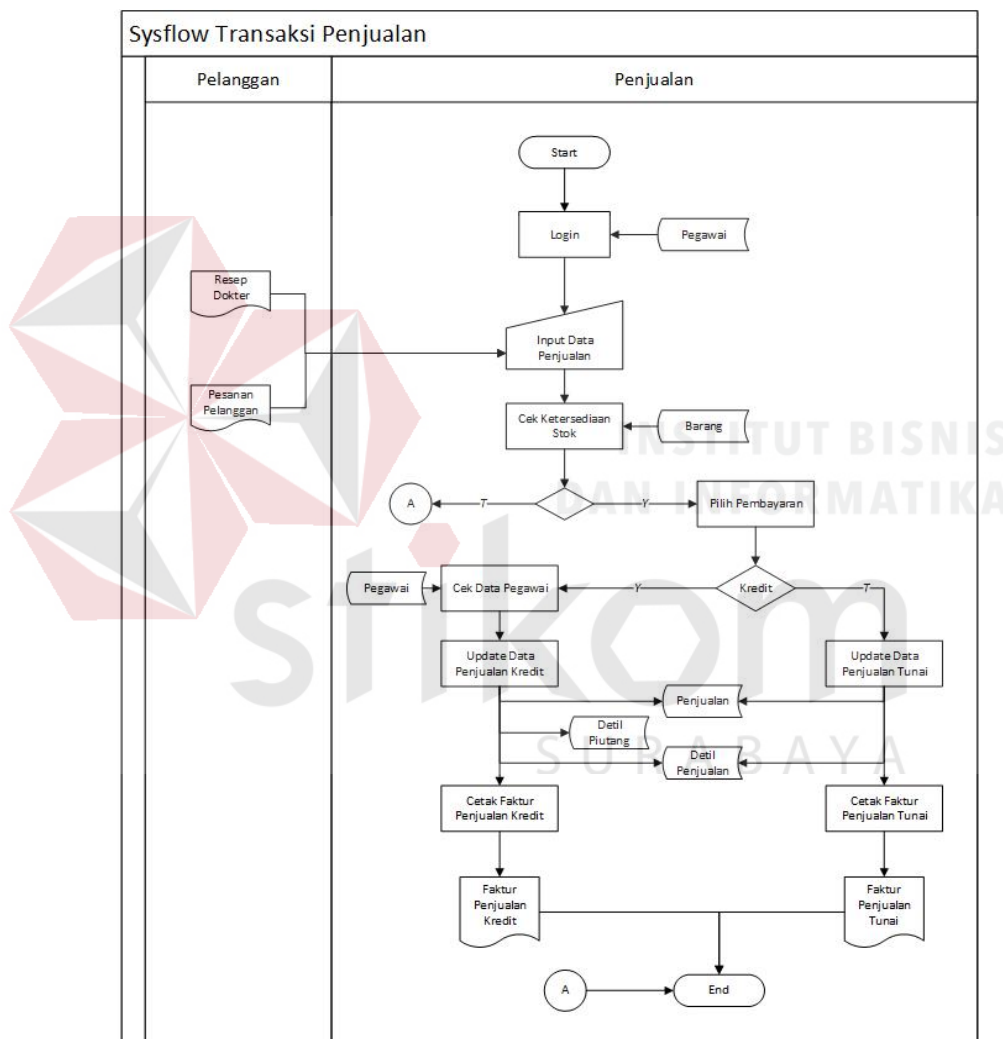 Sysflow Transaksi Penjualan
Pelanggan
Penjualan
Start
Login
Pegawai
Resep
Dokter
Input Data
Penjualan
Pesanan
Pelanggan
Cek Ketersediaan
Stok
Barang
INSTITUT BISNIS
DAN INFORMATIKA
A
T
Y
Pilih Pembayaran
Pegawai
Cek Data Pegawai
Y
Kredit
T
stikom
Update Data
Penjualan Kredit
Update Data
Penjualan Tunai
Penjualan
Detil
Piutang
SURABAYA
Detil
Penjualan
Cetak Faktur
Penjualan Kredit
Cetak Faktur
Penjualan Tunai
Faktur
Penjualan
Kredit
Faktur
Penjualan
Tunai
A
End